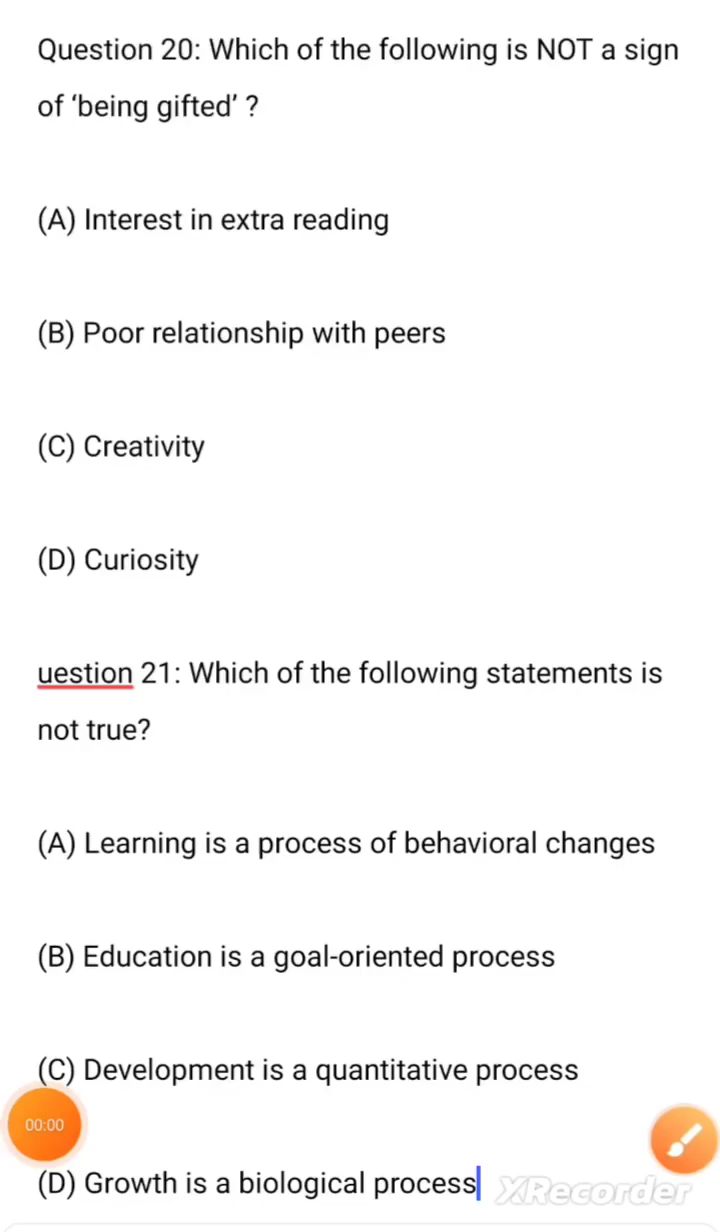 Question 20: Which of the following is NOT a sign
of ‘being gifted’ ?
(A) Interest in extra reading
(B) Poor relationship with peers
(C) Creativity
(D) Curiosity
uestion 21: Which of the following statements is
not true?
(A) Learning is a process of behavioral changes
(B) Education is a goal-oriented process
(C) Development is a quantitative process
00:00
(D) Growth is a biological process
XRecorder